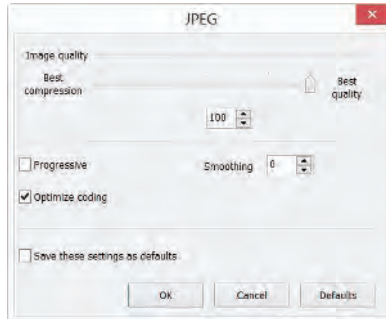 JPEG
Image quality
Best compression
Best quality
100
Progressive
Smoothing 0
Optimize coding
Save these settings as defaults
OK Cancel Defaults